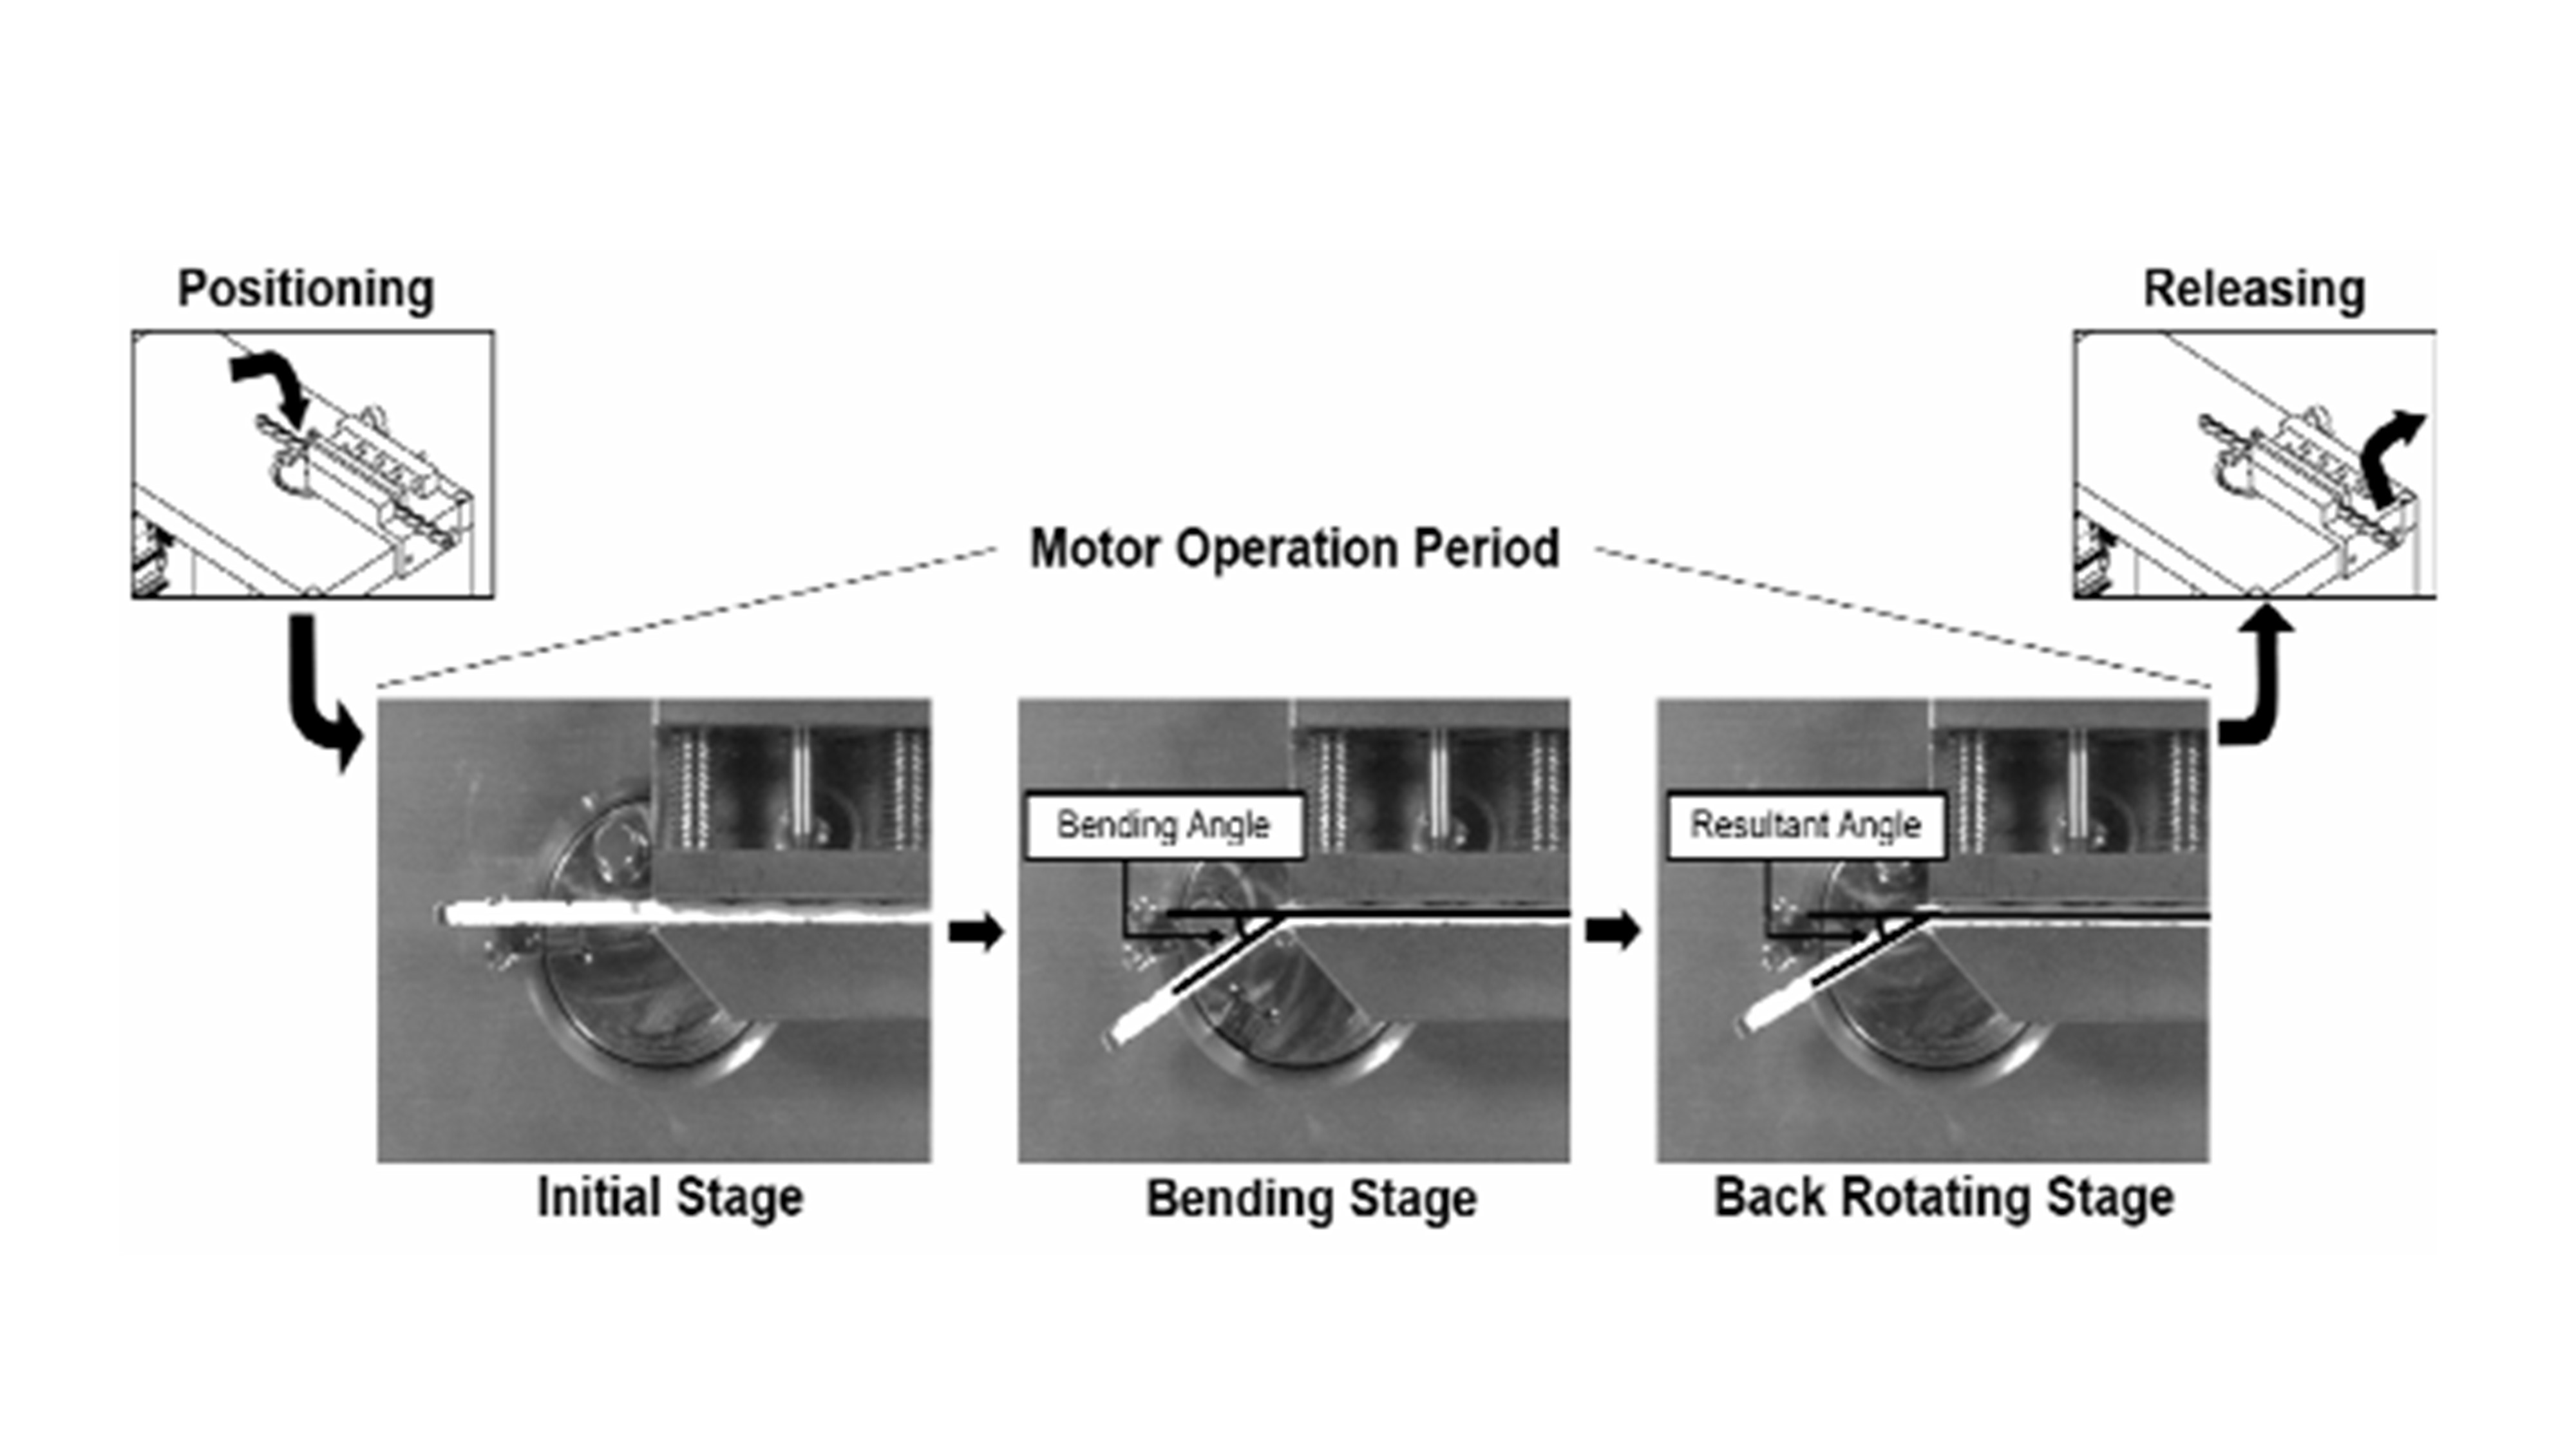 Positioning
Releasing
Motor Operation Period
Bending Angle
Resultant Angle
Initial Stage
Bending Stage
Back Rotating Stage